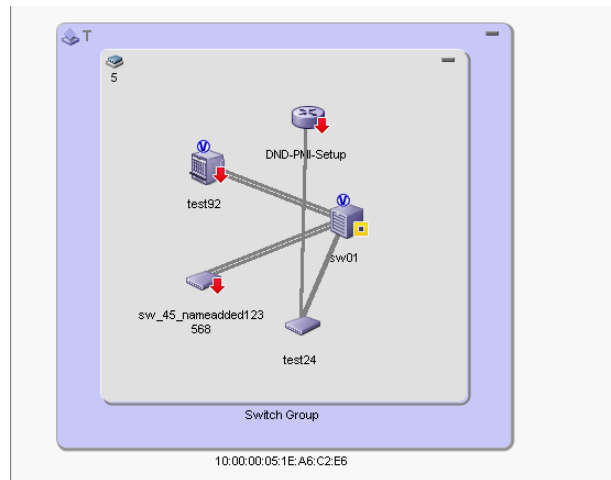 T
5
DND-PMI-Setup
V
test92
V
sw01
sw_45_nameadded123
568
test24
Switch Group
10:00:00:05:1E:A6:C2:E6